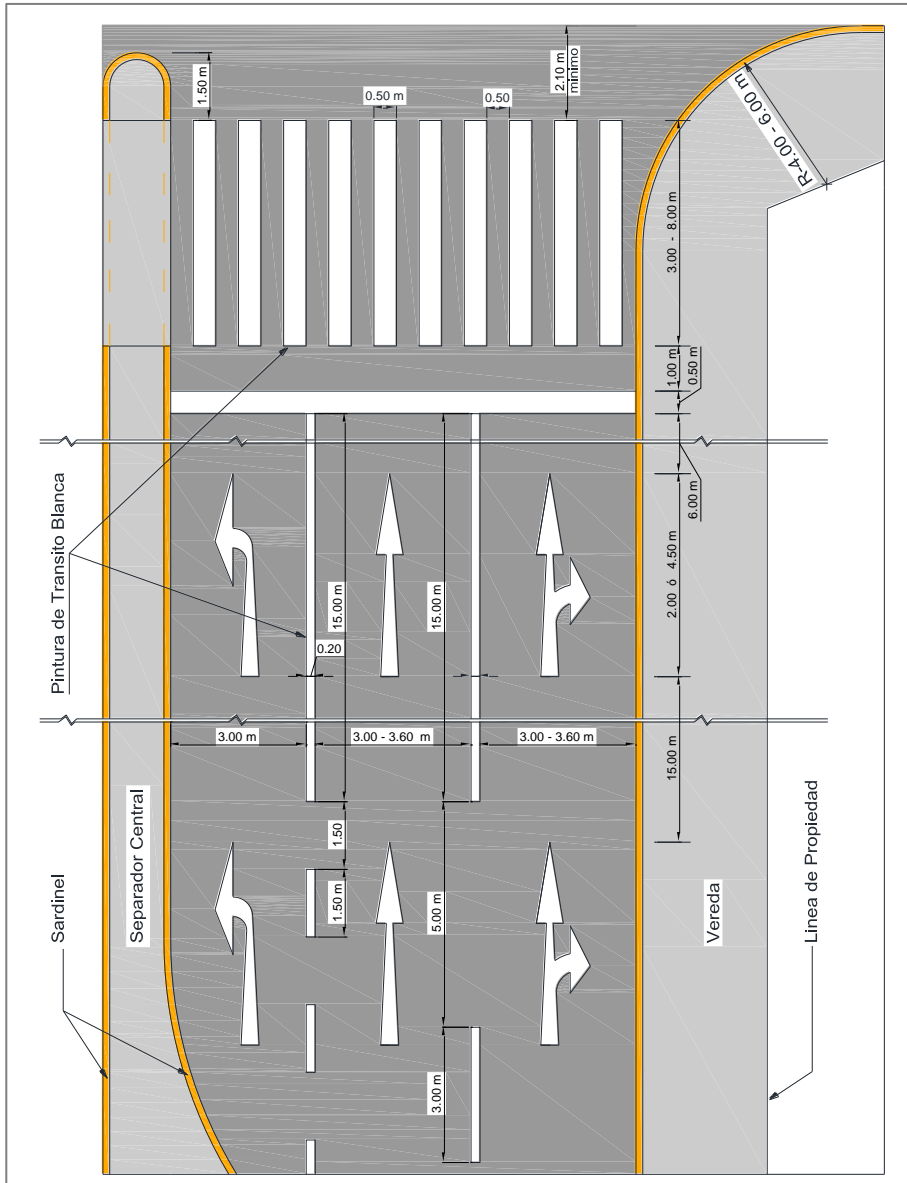 1.50 m
0.50 m
0.50
2.10 m
minimo
R-4.00 - 6.00 m
3.00 - 8.00 m
1.00 m
0.50 m
Pintura de Transito Blanca
15.00 m
15.00 m
6.00 m
2.00 ó 4.50 m
0.20
3.00 m
3.00 - 3.60 m
3.00 - 3.60 m
15.00 m
Sardinel
Separador Central
1.50
1.50 m
5.00 m
3.00 m
Vereda
Linea de Propiedad